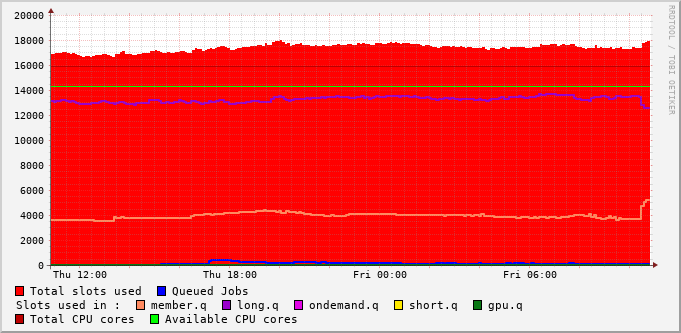 20000
18000
16000
14000
12000
10000
8000
6000
4000
2000
0
Thu 12:00 Thu 18:00 Fri 00:00 Fri 06:00
RRDTOOL / TOBI OETIKER
Total slots used Queued Jobs
Slots used in : member.q long.q ondemand.q short.q gpu.q
Total CPU cores Available CPU cores